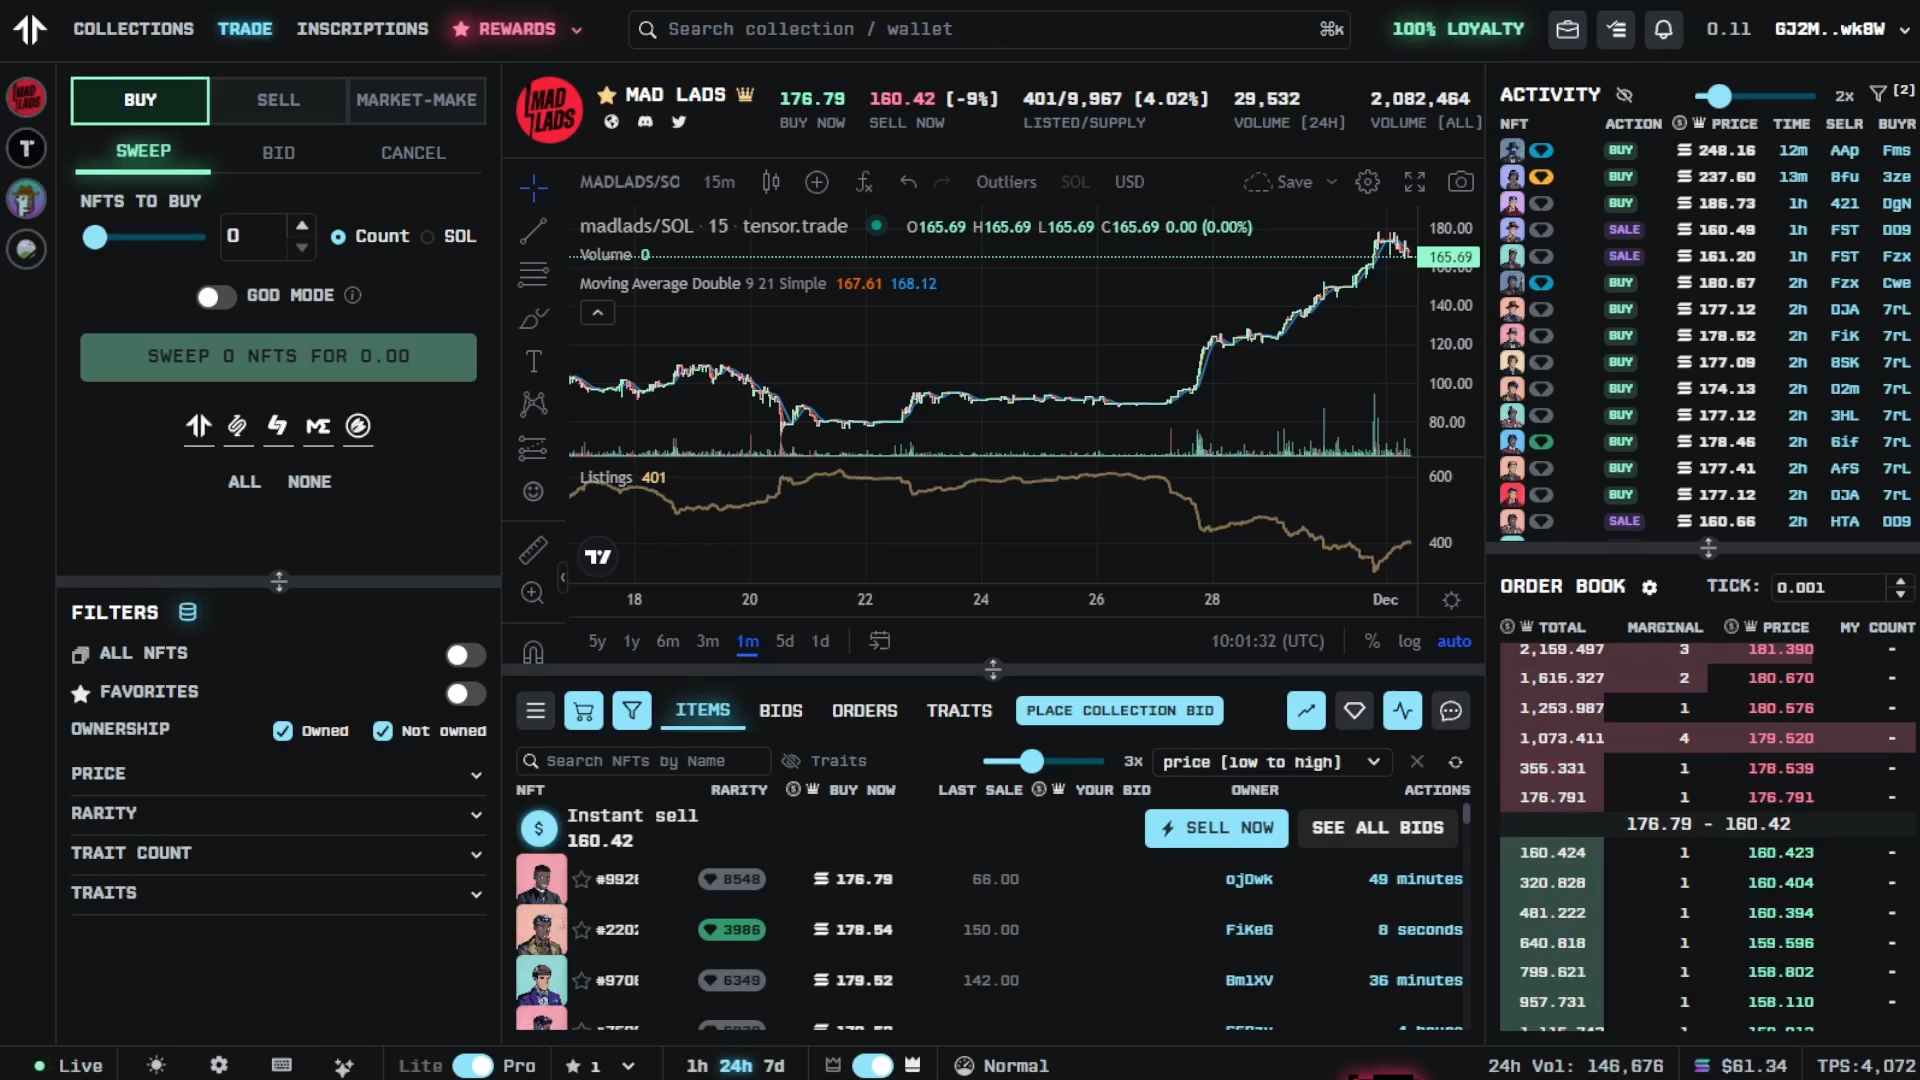 COLLECTIONS TRADE INSCRIPTIONS REWARDS Search collection / wallet ⌘K 100% LOYALTY 0.11 GJ2M..wk8W
BUY SELL MARKET-MAKE
SWEEP BID CANCEL
NFTS TO BUY
0 Count SOL
GOD MODE
SWEEP 0 NFTS FOR 0.00
ALL NONE
FILTERS
ALL NFTS
FAVORITES
OWNERSHIP Owned Not owned
PRICE
RARITY
TRAIT COUNT
TRAITS
MAD LADS
MAD LADS 176.79 160.42 [-9%] 401/9,967 [4.02%] 29,532 2,082,464
BUY NOW SELL NOW LISTED/SUPPLY VOLUME [24H] VOLUME [ALL]
MADLADS/SO 15m Outliers SOL USD Save
madlads/SOL · 15 · tensor.trade O165.69 H165.69 L165.69 C165.69 0.00 (0.00%)
Volume 0
Moving Average Double 9 21 Simple 167.61 168.12
180.00
165.69
160.00
140.00
120.00
100.00
80.00
Listings 401
600
400
18 20 22 24 26 28 Dec
5y 1y 6m 3m 1m 5d 1d 10:01:32 (UTC) % log auto
ITEMS BIDS ORDERS TRAITS PLACE COLLECTION BID
Search NFTs by Name Traits 3x price [low to high]
NFT RARITY BUY NOW LAST SALE YOUR BID OWNER ACTIONS
Instant sell
160.42
SELL NOW SEE ALL BIDS
8548 176.79 66.00 ojDwk 49 minutes
3986 178.54 150.00 FiKeG 8 seconds
6349 179.52 142.00 BmlXV 36 minutes
ACTIVITY 2x [2]
NFT ACTION PRICE TIME SELR BUYR
BUY 248.16 12m AAp Fms
BUY 237.60 13m 8fu 3ze
BUY 186.73 1h 421 DgN
SALE 160.49 1h FST DD9
SALE 161.20 1h FST Fzx
BUY 180.67 2h Fzx Cwe
BUY 177.12 2h DJA 7rL
BUY 178.52 2h FiK 7rL
BUY 177.09 2h 8SK 7rL
BUY 174.13 2h D2m 7rL
BUY 177.12 2h 3HL 7rL
BUY 178.46 2h 6if 7rL
BUY 177.41 2h AfS 7rL
BUY 177.12 2h DJA 7rL
SALE 160.66 2h HTA DD9
ORDER BOOK TICK: 0.001
TOTAL MARGINAL PRICE MY COUNT
2,159.497 3 181.390 -
1,615.327 2 180.670 -
1,253.987 1 180.576 -
1,073.411 4 179.520 -
355.331 1 178.539 -
176.791 1 176.791 -
176.79 - 160.42
160.424 1 160.423 -
320.828 1 160.404 -
481.222 1 160.394 -
640.818 1 159.596 -
799.621 1 158.802 -
957.731 1 158.110 -
Live Lite Pro 1 1h 24h 7d Normal 24h Vol: 146,676 $61.34 TPS:4,072